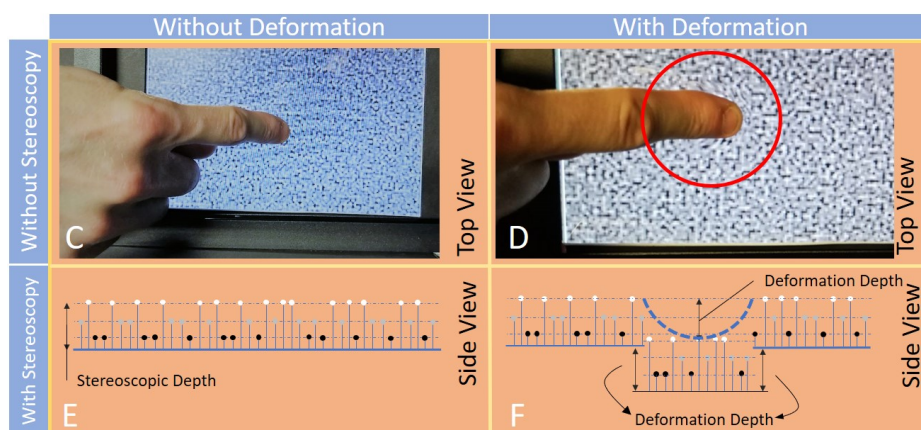 Without Deformation
With Deformation
Without Stereoscopy
C
Top View
D
Top View
With Stereoscopy
Stereoscopic Depth
E
Side View
Deformation Depth
Deformation Depth
F
Side View